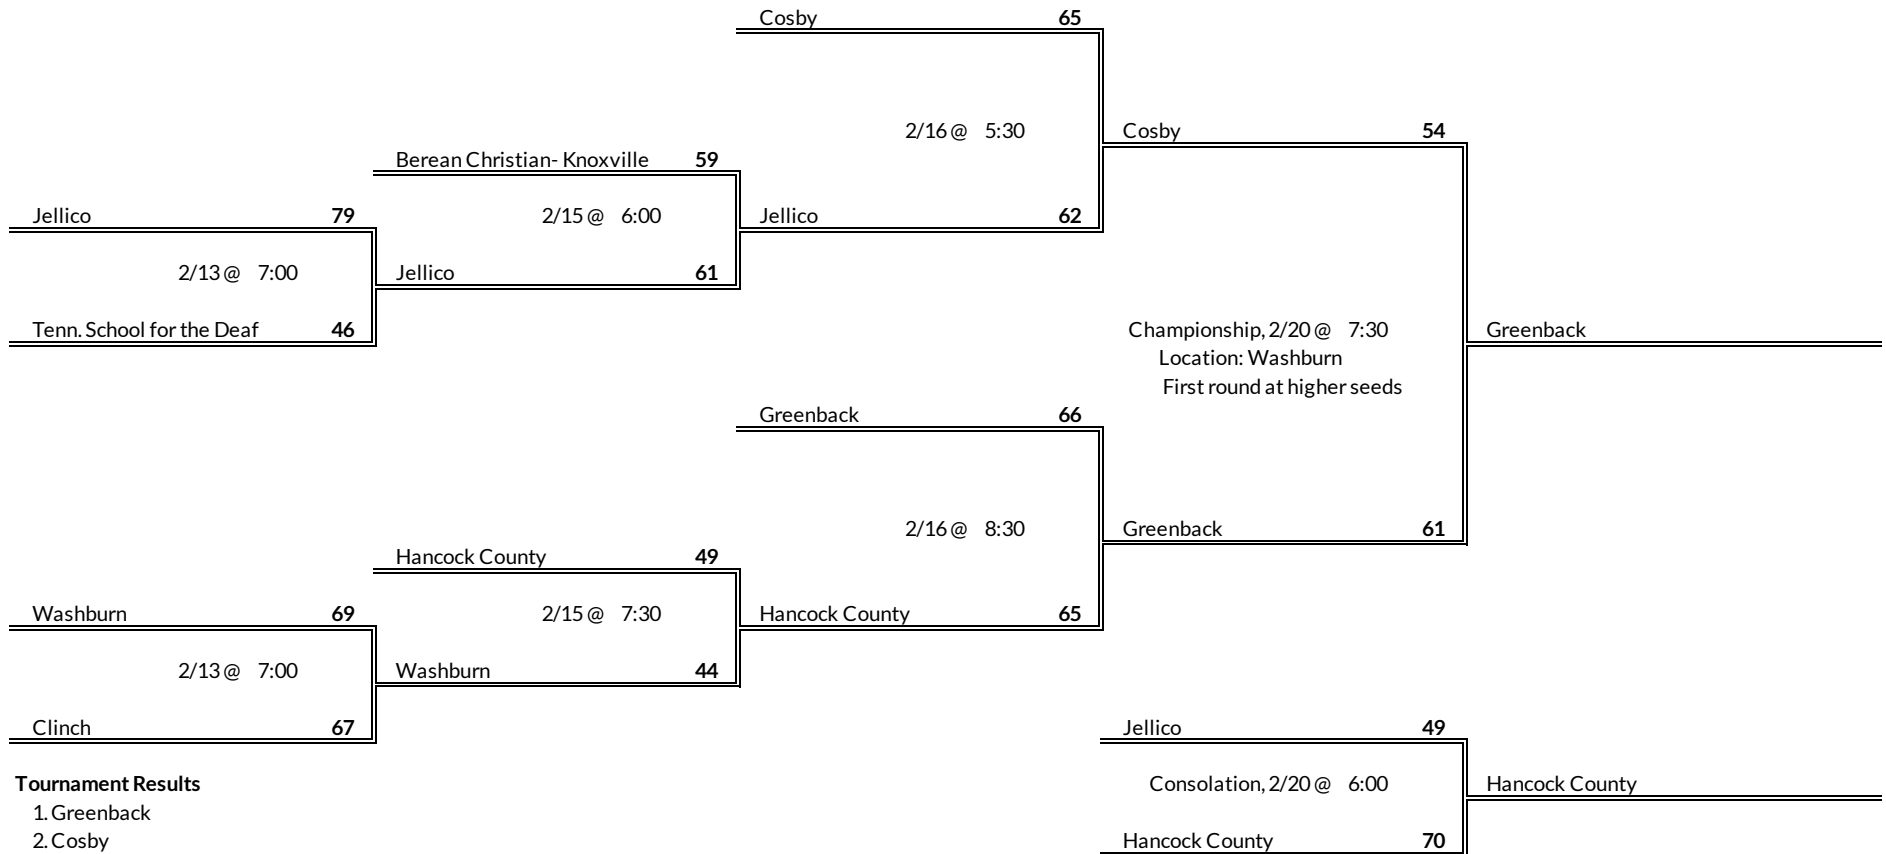 Cosby 65
2/16 @ 5:30
Cosby 54
Berean Christian- Knoxville 59
Jellico 79
2/15 @ 6:00
Jellico 62
2/13 @ 7:00
Jellico 61
Tenn. School for the Deaf 46
Championship, 2/20 @ 7:30
Greenback
Location: Washburn
First round at higher seeds
Greenback 66
2/16 @ 8:30
Greenback 61
Hancock County 49
Washburn 69
2/15 @ 7:30
Hancock County 65
2/13 @ 7:00
Washburn 44
Clinch 67
Jellico 49
Tournament Results
Consolation, 2/20 @ 6:00
Hancock County
1. Greenback
2. Cosby
Hancock County 70